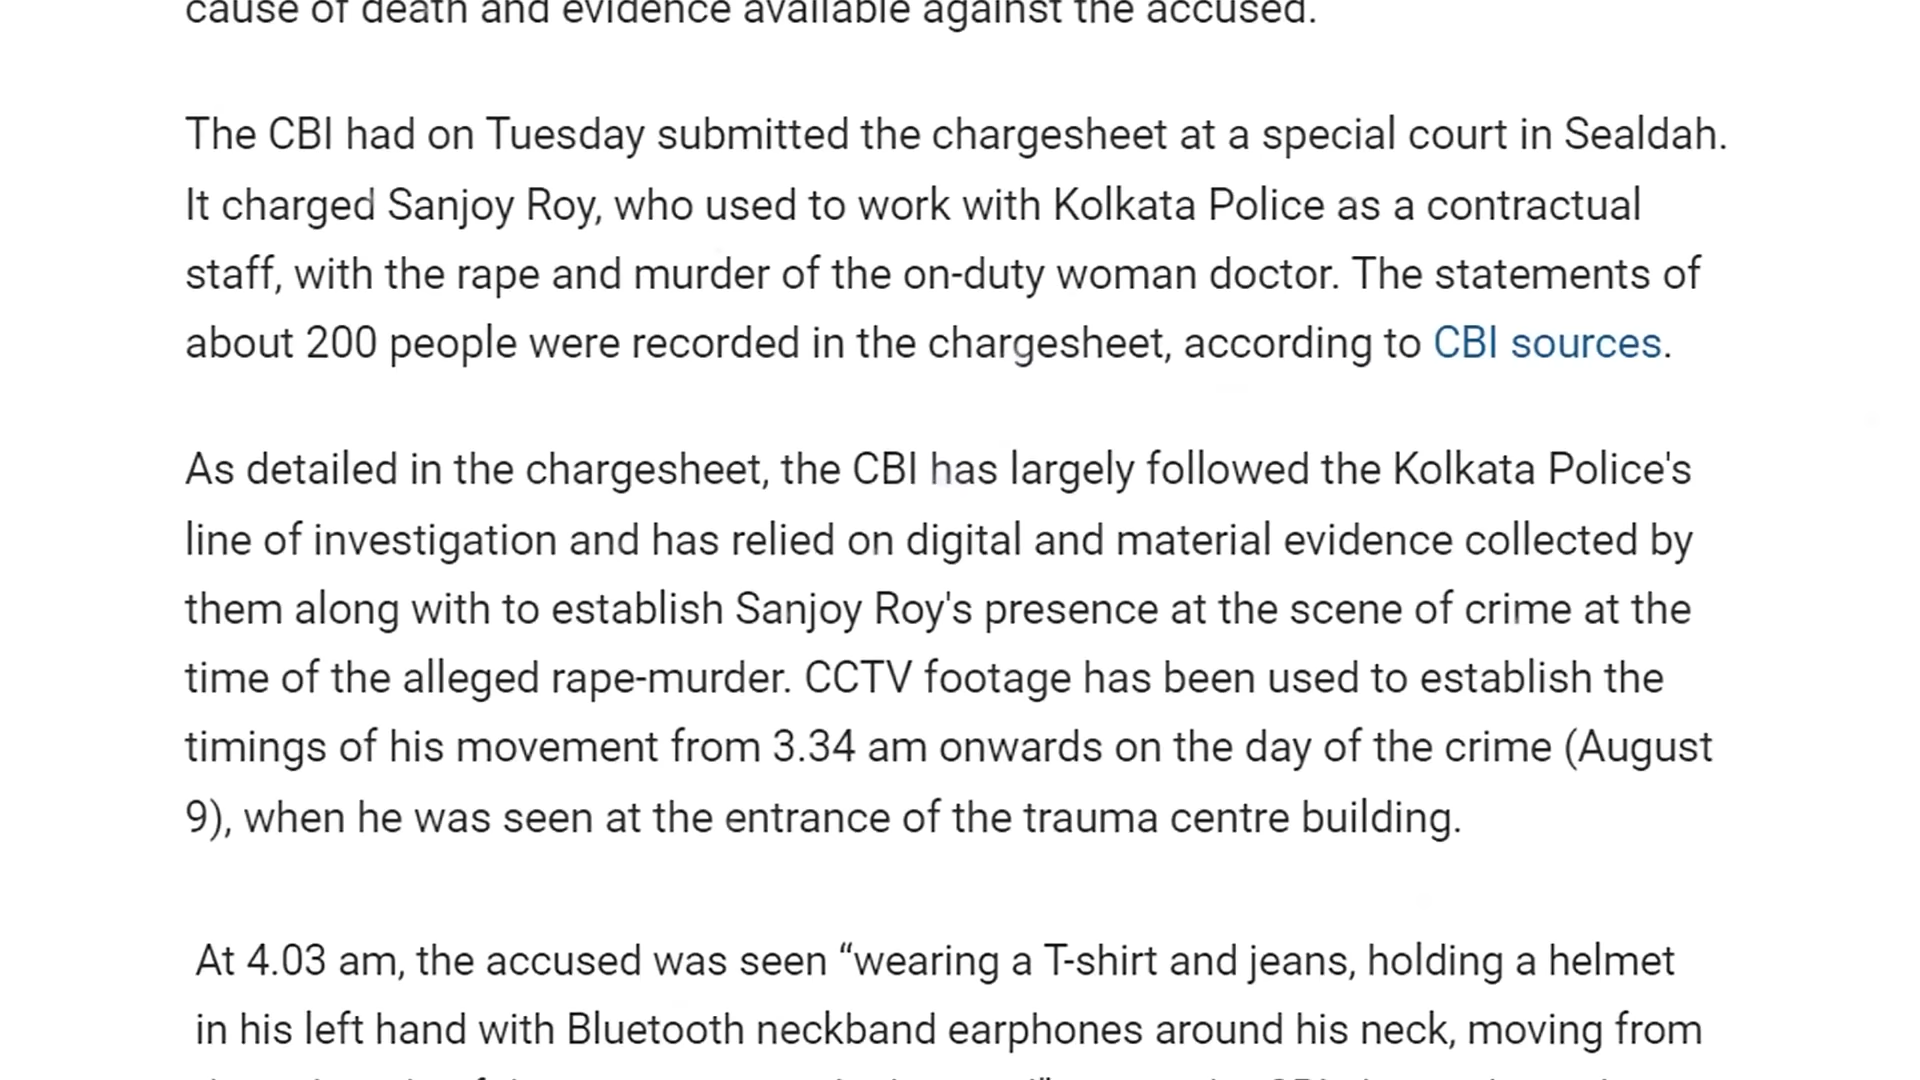 cause of death and evidence available against the accused.
The CBI had on Tuesday submitted the chargesheet at a special court in Sealdah.
It charged Sanjoy Roy, who used to work with Kolkata Police as a contractual
staff, with the rape and murder of the on-duty woman doctor. The statements of
about 200 people were recorded in the chargesheet, according to CBI sources.
As detailed in the chargesheet, the CBI has largely followed the Kolkata Police's
line of investigation and has relied on digital and material evidence collected by
them along with to establish Sanjoy Roy's presence at the scene of crime at the
time of the alleged rape-murder. CCTV footage has been used to establish the
timings of his movement from 3.34 am onwards on the day of the crime (August
9), when he was seen at the entrance of the trauma centre building.
At 4.03 am, the accused was seen “wearing a T-shirt and jeans, holding a helmet
in his left hand with Bluetooth neckband earphones around his neck, moving from